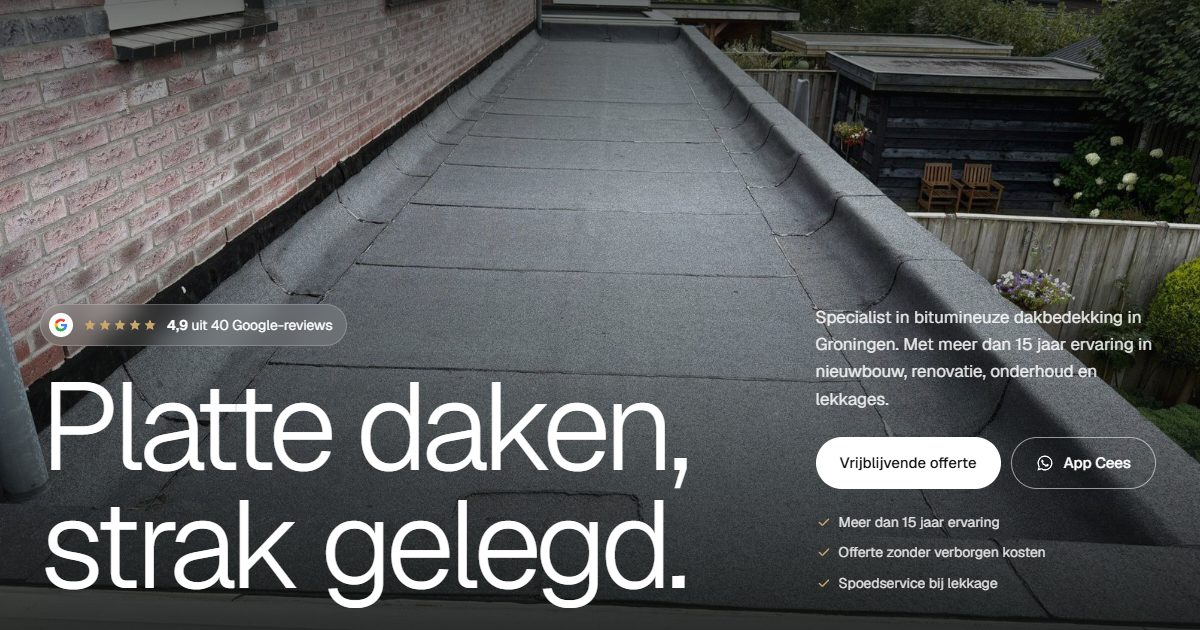 4,9 uit 40 Google-reviews
Platte daken,
strak gelegd.
Specialist in bitumineuze dakbedekking in
Groningen. Met meer dan 15 jaar ervaring in
nieuwbouw, renovatie, onderhoud en
lekkages.
Vrijblijvende offerte
App Cees
Meer dan 15 jaar ervaring
Offerte zonder verborgen kosten
Spoedservice bij lekkage